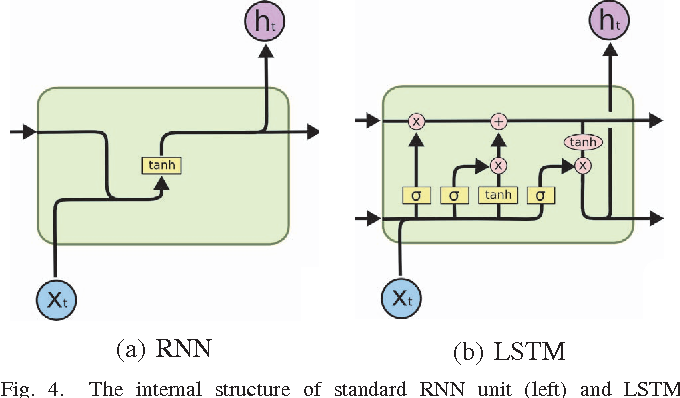 hₜ
hₜ
x
+
tanh
tanh
x
x
σ
σ
tanh
σ
Xₜ
Xₜ
(a) RNN
(b) LSTM
Fig. 4. The internal structure of standard RNN unit (left) and LSTM